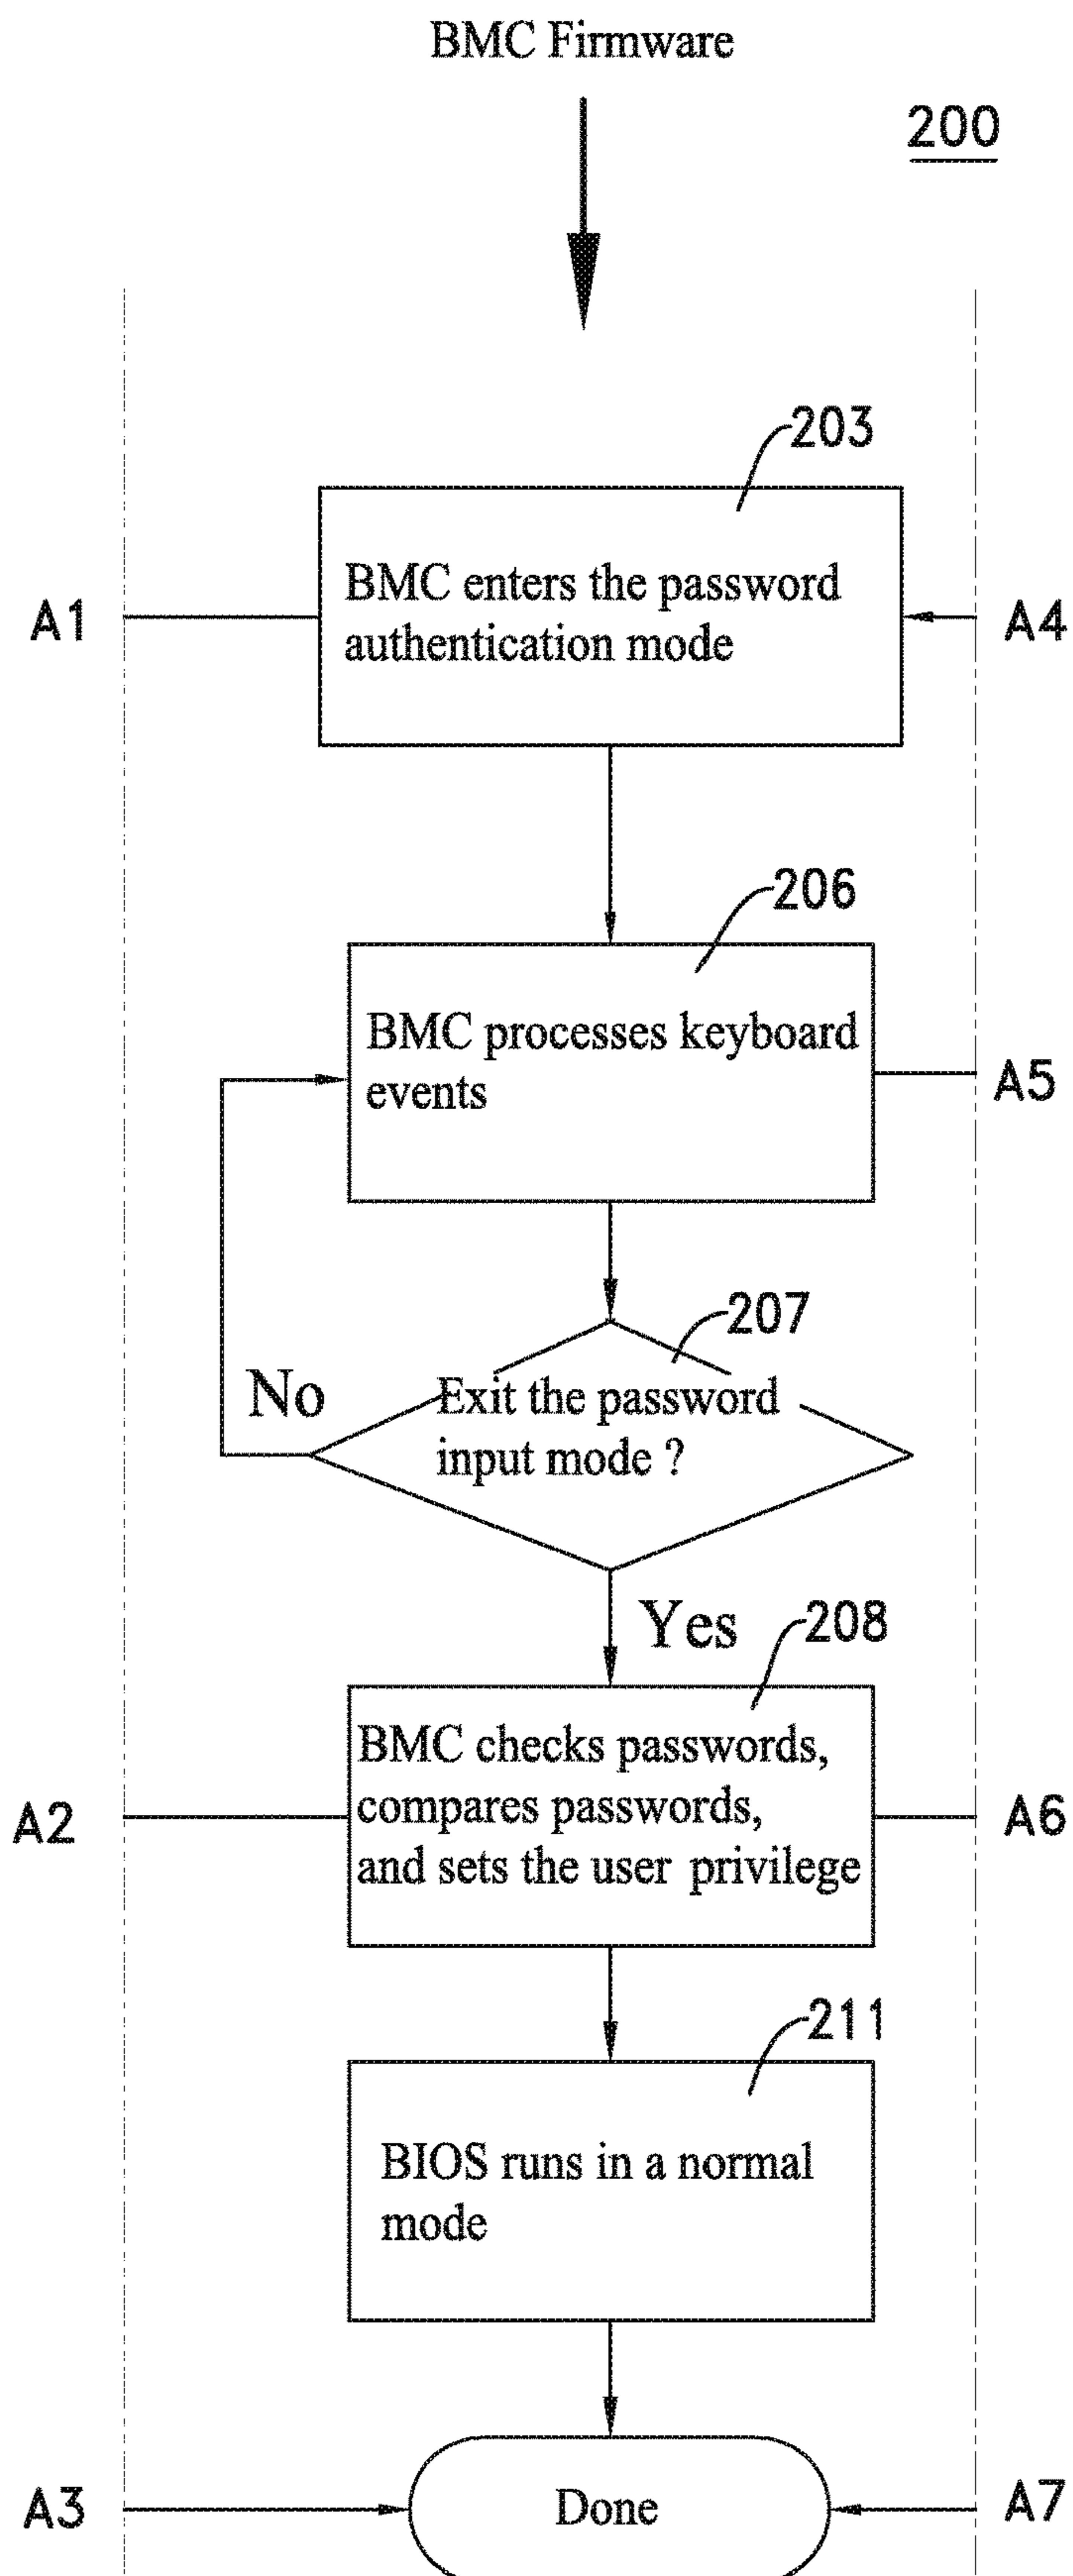 BMC Firmware
200
203
BMC enters the password
authentication mode
A1
A4
206
BMC processes keyboard
events
A5
207
No
Exit the password
input mode ?
Yes
208
BMC checks passwords,
compares passwords,
and sets the user privilege
A2
A6
211
BIOS runs in a normal
mode
A3
Done
A7